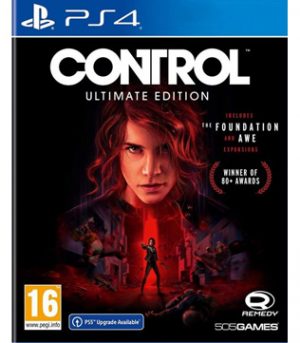 PS4
CONTROL
ULTIMATE EDITION
INCLUDES
THE FOUNDATION
AND AWE
EXPANSIONS
WINNER OF
80+ AWARDS
16
www.pegi.info
PS5™ Upgrade Available
REMEDY
505GAMES